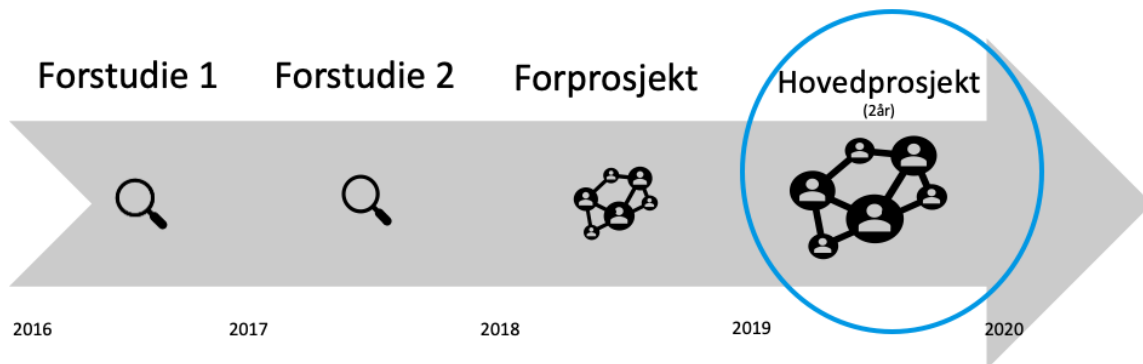 Forstudie 1
Forstudie 2
Forprosjekt
Hovedprosjekt
(2år)
2016
2017
2018
2019
2020